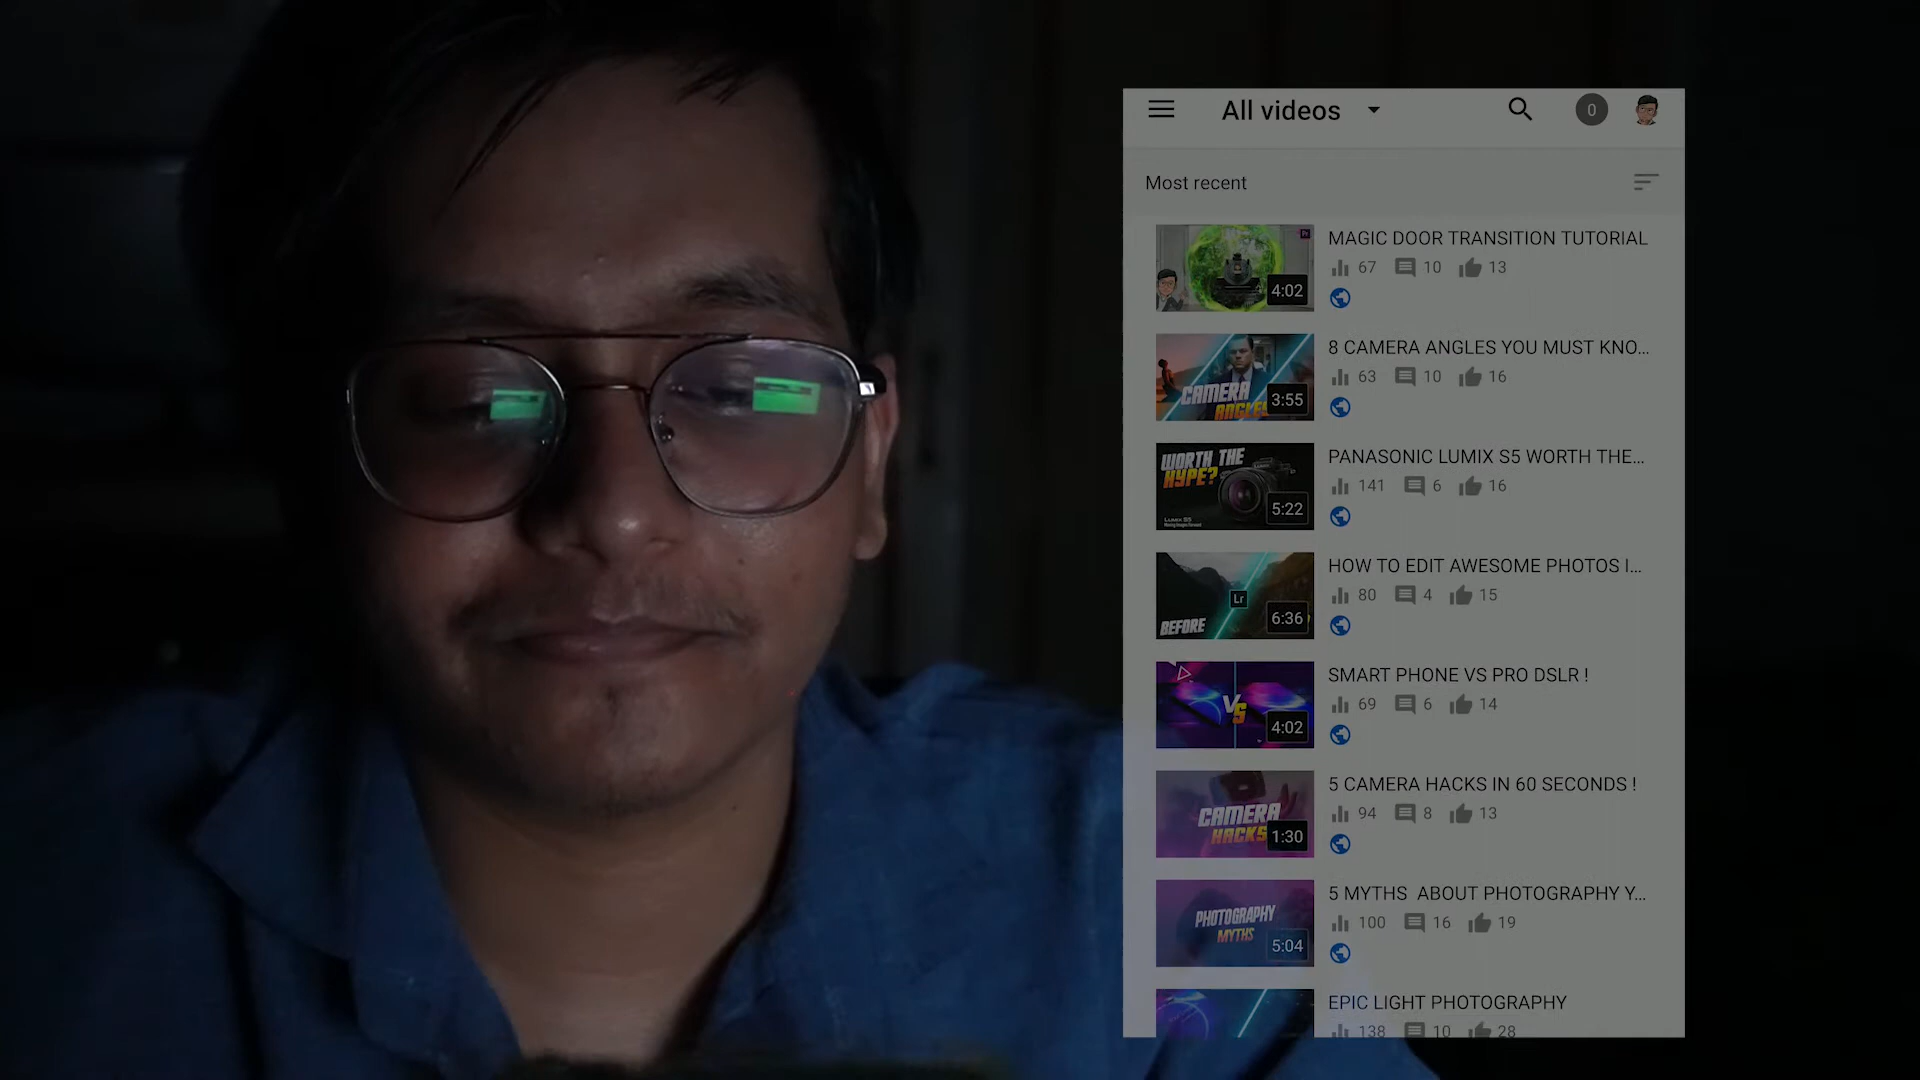 All videos
0
Most recent
MAGIC DOOR TRANSITION TUTORIAL
67 10 13
Pr
4:02
8 CAMERA ANGLES YOU MUST KNO...
63 10 16
CAMERA
ANGLES
3:55
PANASONIC LUMIX S5 WORTH THE...
141 6 16
WORTH THE
HYPE?
LUMIX S5
5:22
HOW TO EDIT AWESOME PHOTOS I...
80 4 15
Lr
BEFORE
6:36
SMART PHONE VS PRO DSLR !
69 6 14
VS
4:02
5 CAMERA HACKS IN 60 SECONDS !
94 8 13
CAMERA
HACKS
1:30
5 MYTHS  ABOUT PHOTOGRAPHY Y...
100 16 19
PHOTOGRAPHY
MYTHS
5:04
EPIC LIGHT PHOTOGRAPHY
138 10 28